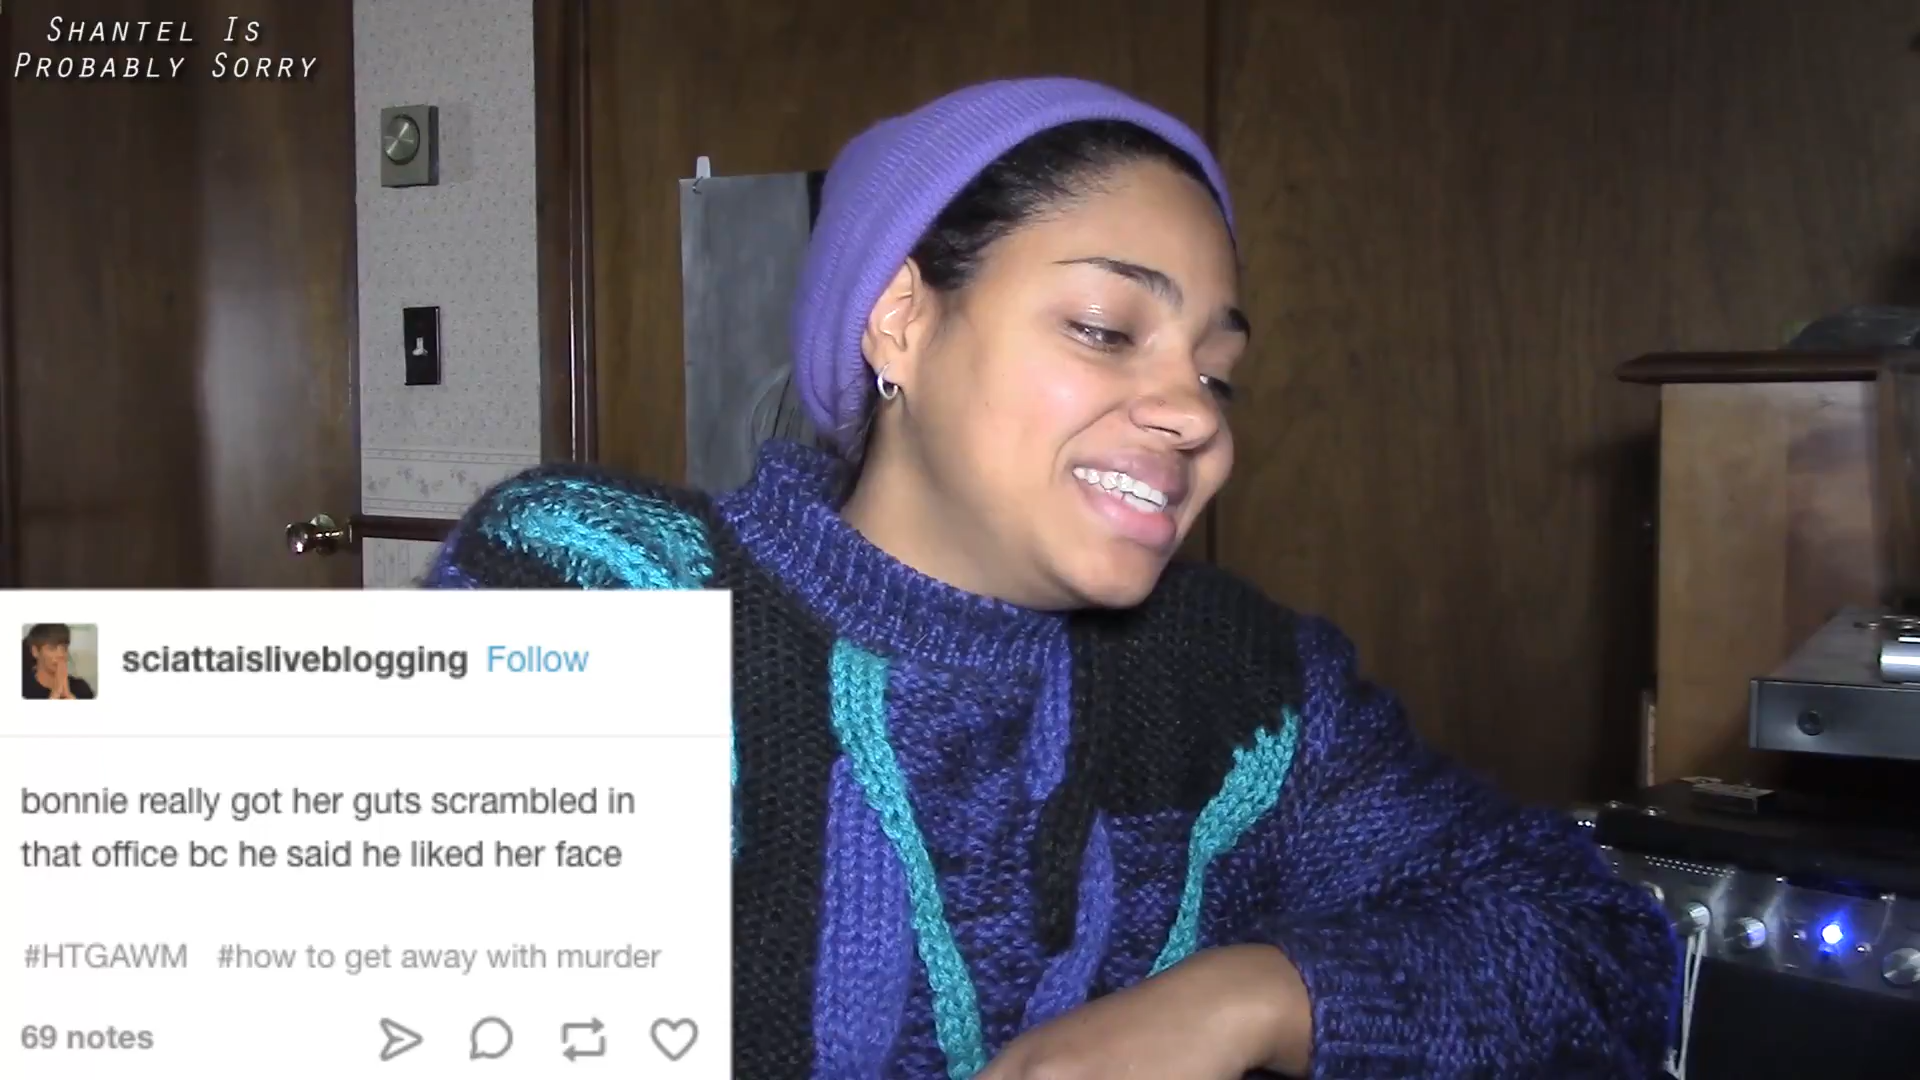 Shantel Is
Probably Sorry
sciattaisliveblogging Follow
bonnie really got her guts scrambled in
that office bc he said he liked her face
#HTGAWM #how to get away with murder
69 notes